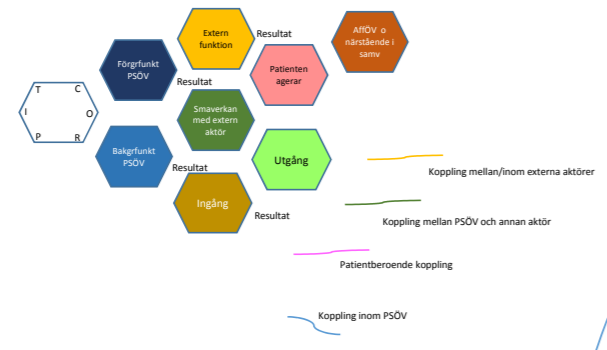 Extern
funktion
Resultat
AffÖV o
närstående i
samv
Förgrfunkt
PSÖV
Resultat
Patienten
agerar
T
C
I
O
P
R
Smaverkan
med extern
aktör
Bakgrfunkt
PSÖV
Resultat
Utgång
Ingång
Resultat
Koppling mellan/inom externa aktörer
Koppling mellan PSÖV och annan aktör
Patientberoende koppling
Koppling inom PSÖV